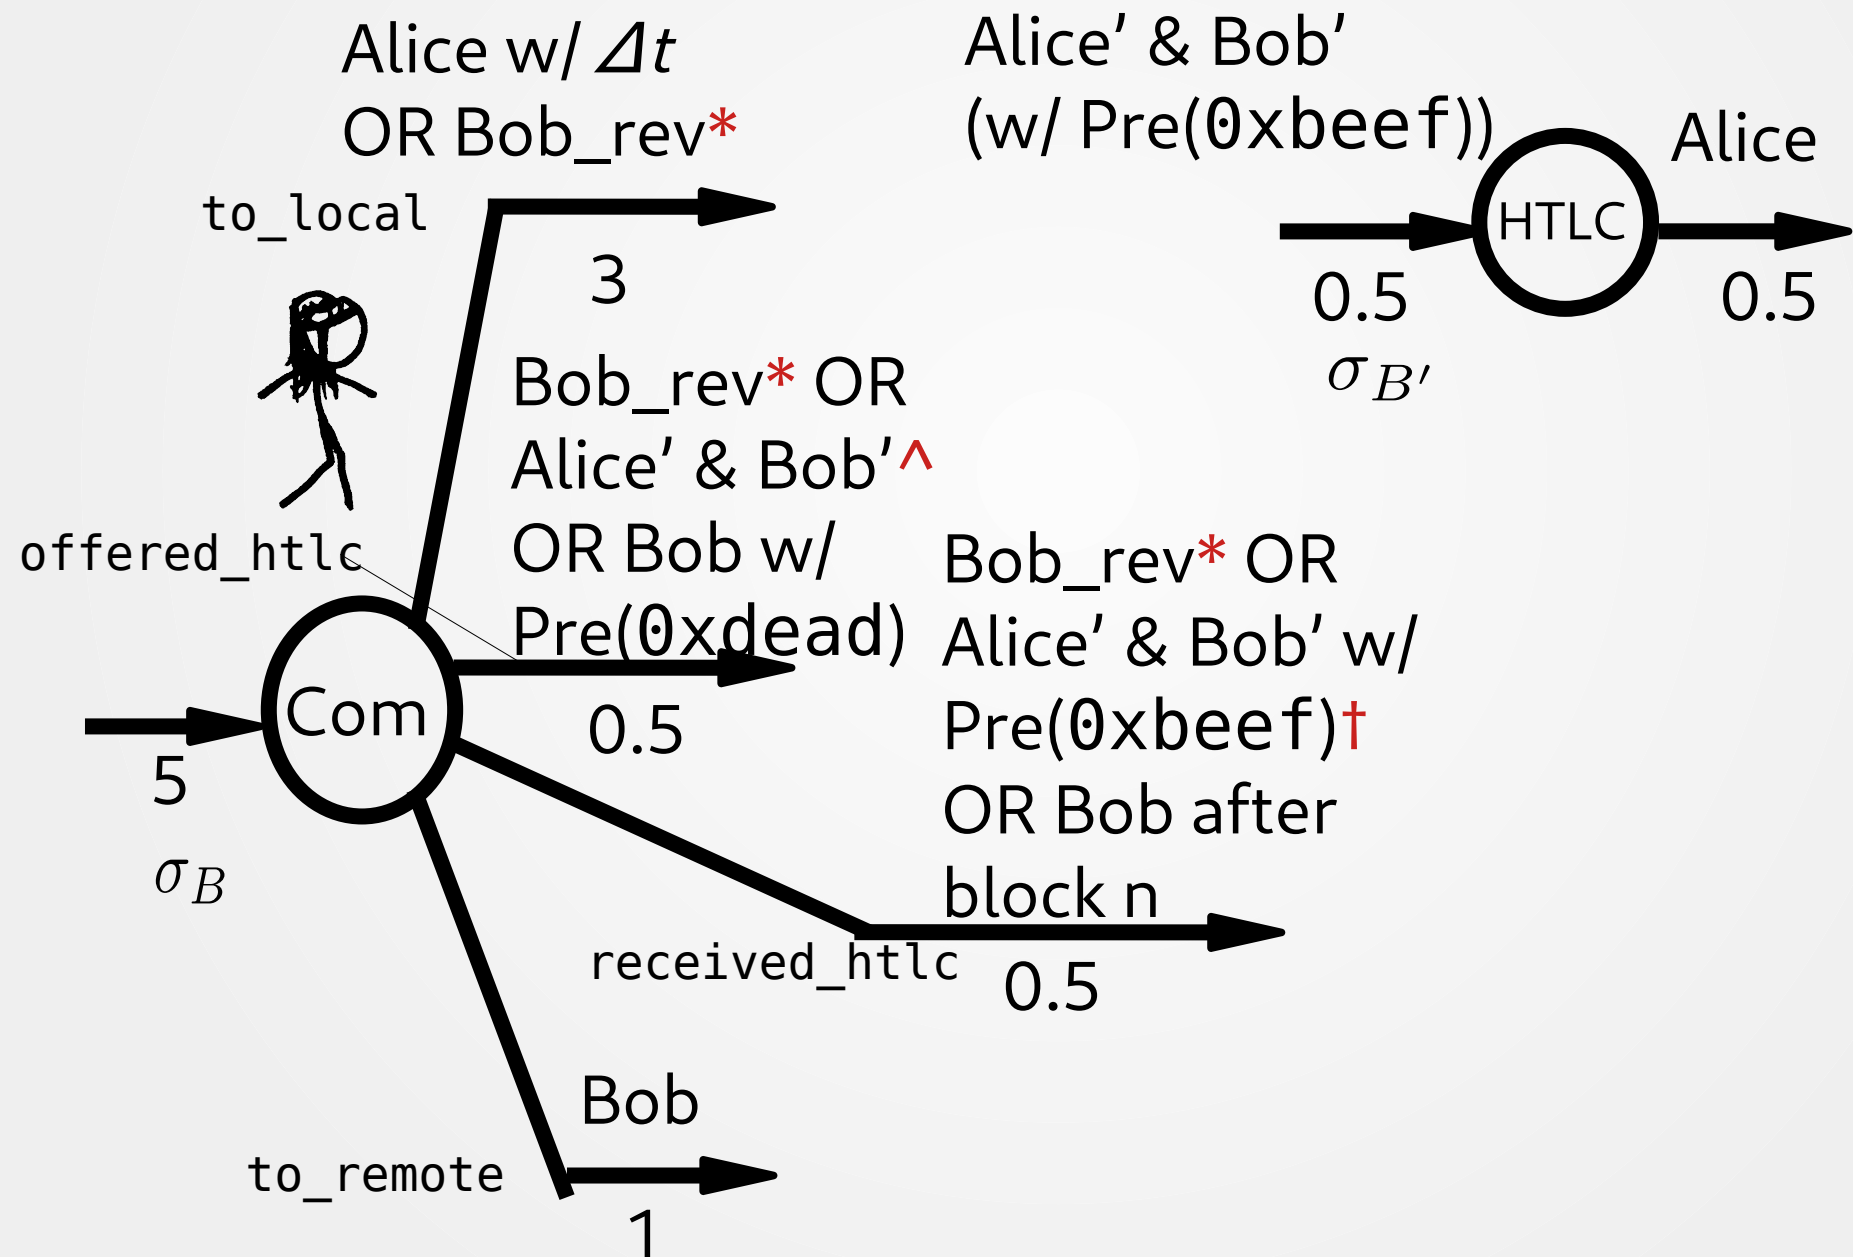 Alice w/ Δt
OR Bob_rev*
to_local
3
Alice’ & Bob’
(w/ Pre(0xbeef))
HTLC
Alice
0.5
0.5
σB′
Bob_rev* OR
Alice’ & Bob’^
OR Bob w/
Pre(0xdead)
offered_htlc
0.5
Com
5
σB
Bob_rev* OR
Alice’ & Bob’ w/
Pre(0xbeef)†
OR Bob after
block n
received_htlc
0.5
Bob
to_remote
1